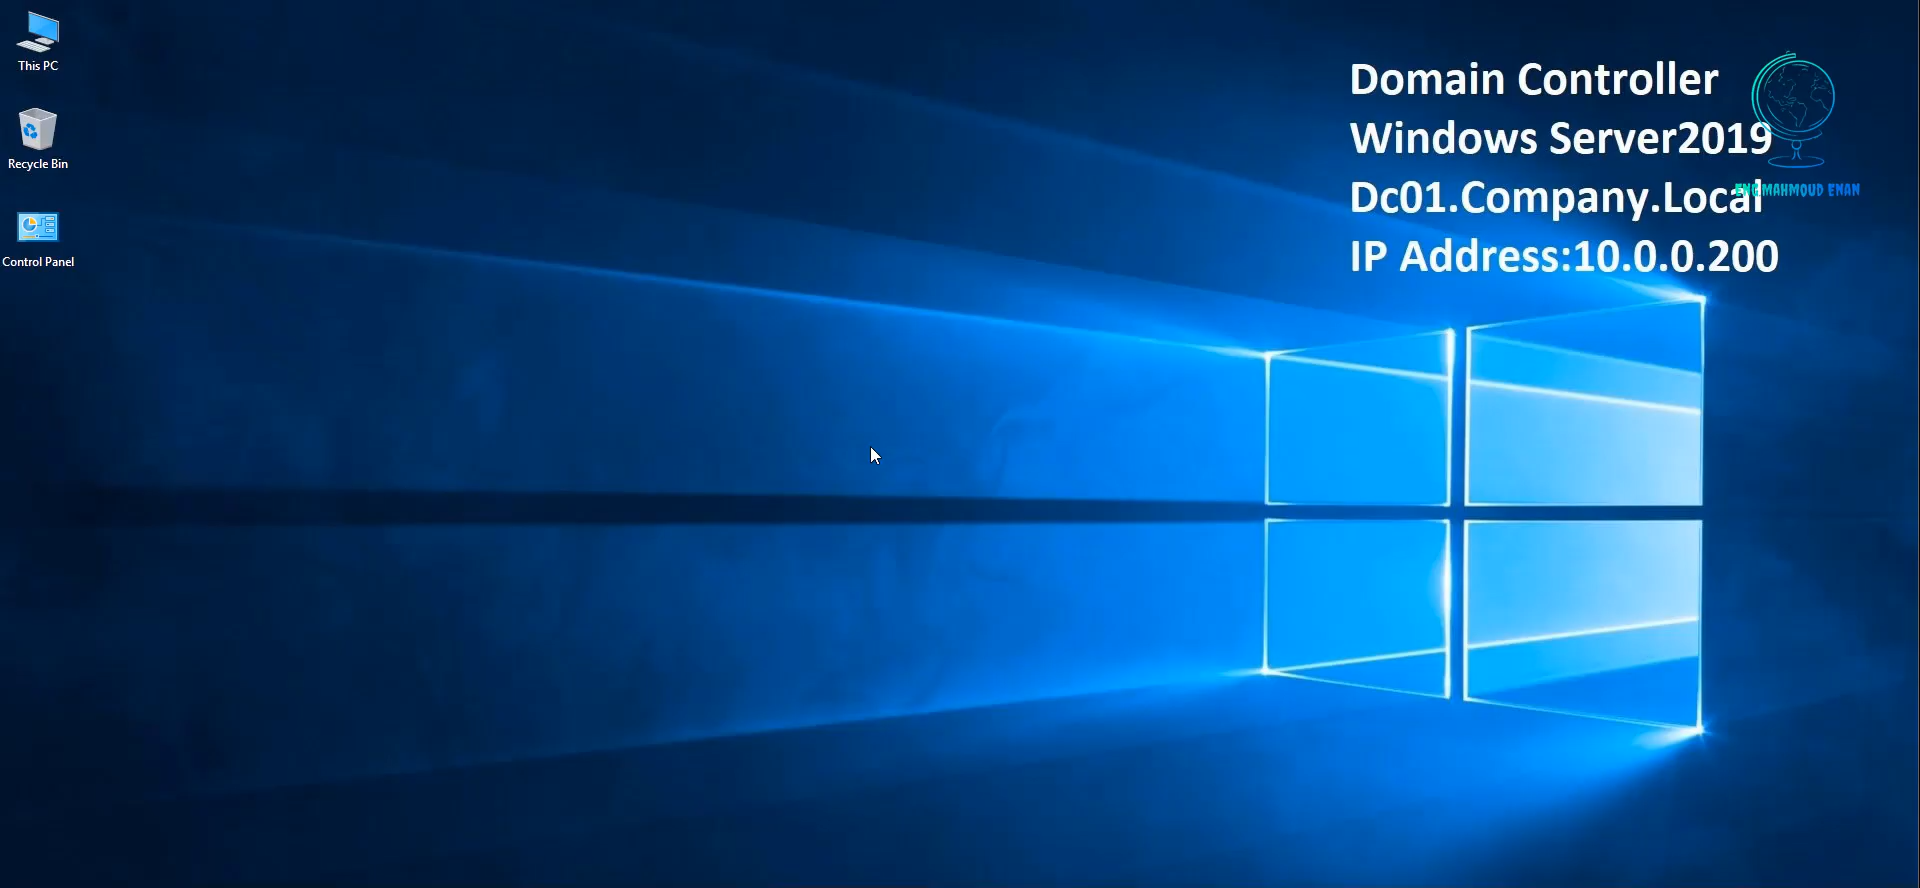 This PC
Recycle Bin
Control Panel
Domain Controller
Windows Server2019
Dc01.Company.Local
IP Address:10.0.0.200
ENG.MAHMOUD ENAN